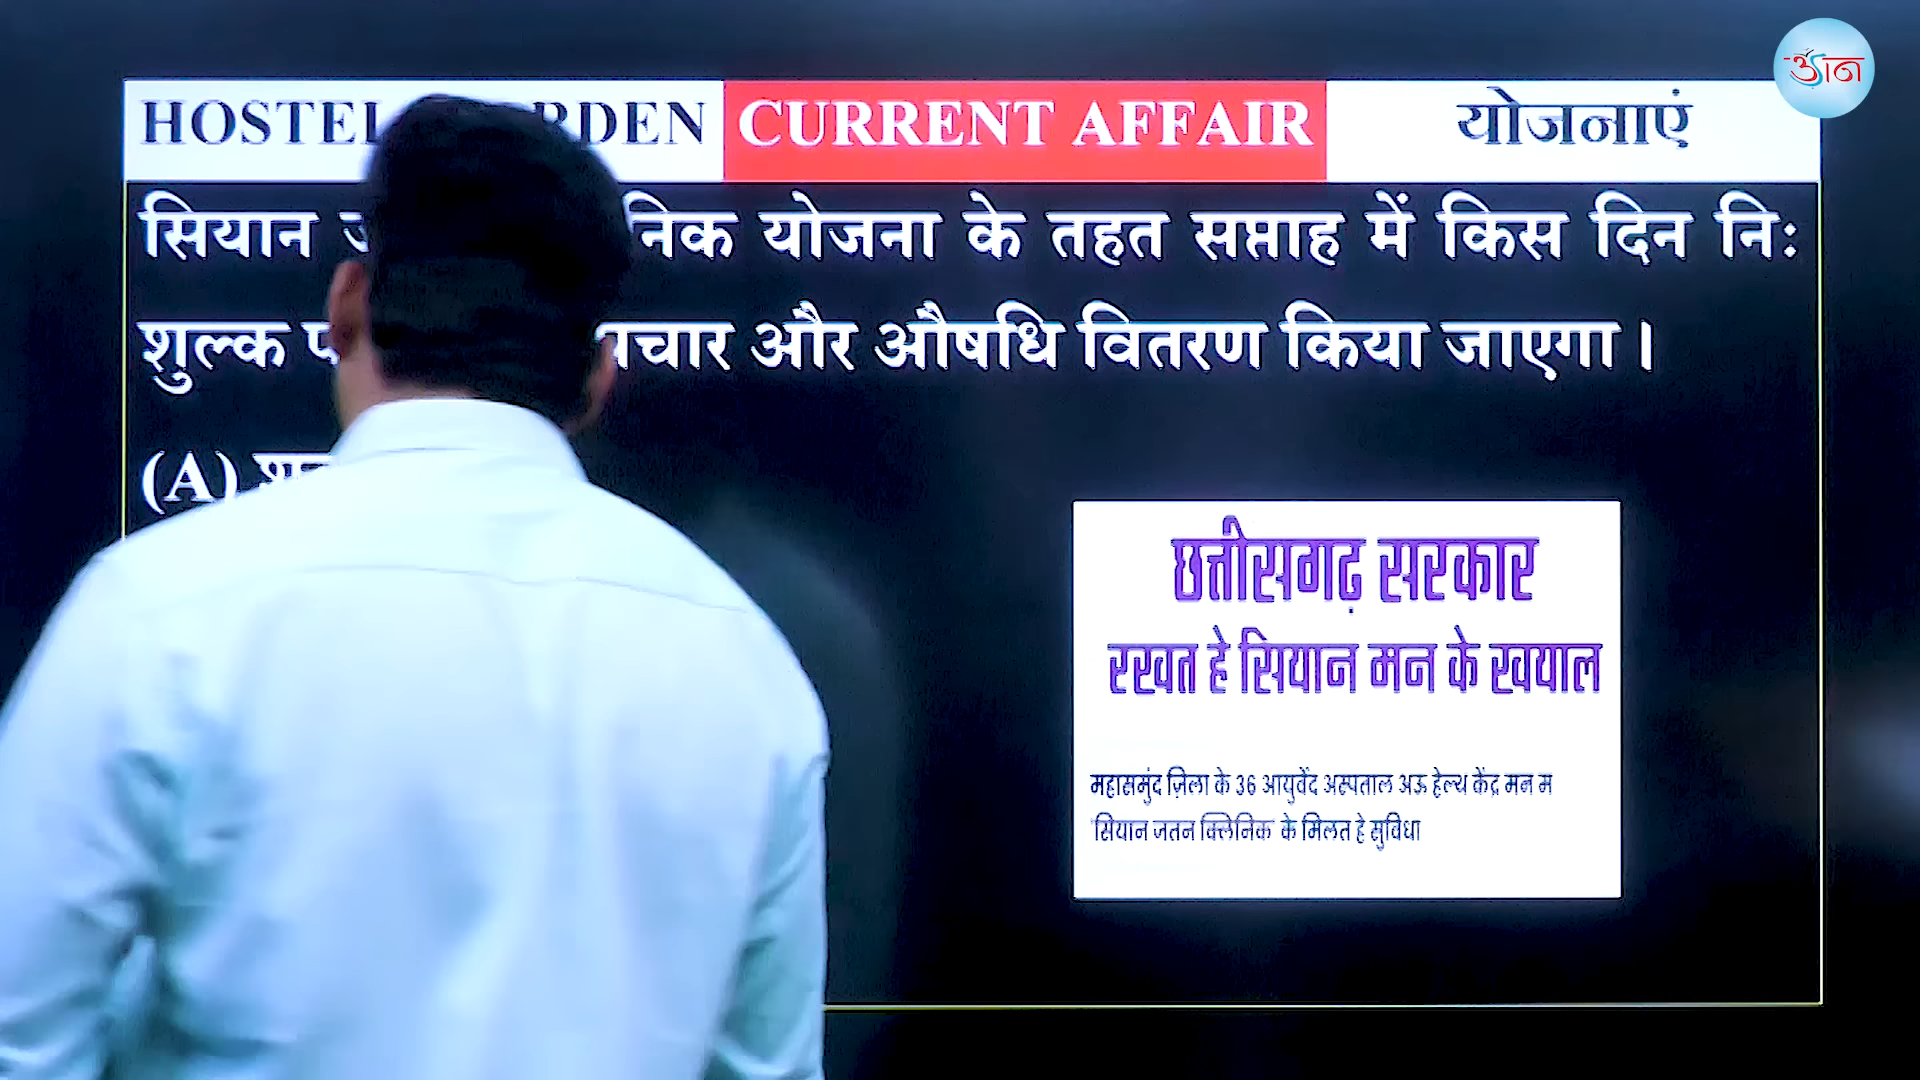 ज्ञान
HOSTEL CURRENT AFFAIR योजनाएं
सियान योजना के तहत सप्ताह में किस दिन निः
शुल्क और औषधि वितरण किया जाएगा।
(A)
छत्तीसगढ़ सरकार
रखत हे सियान मन के खयाल
महासमुंद ज़िला के 36 आयुर्वेद अस्पताल अऊ हेल्थ केंद्र मन म
'सियान जतन क्लिनिक' के मिलत हे सुविधा